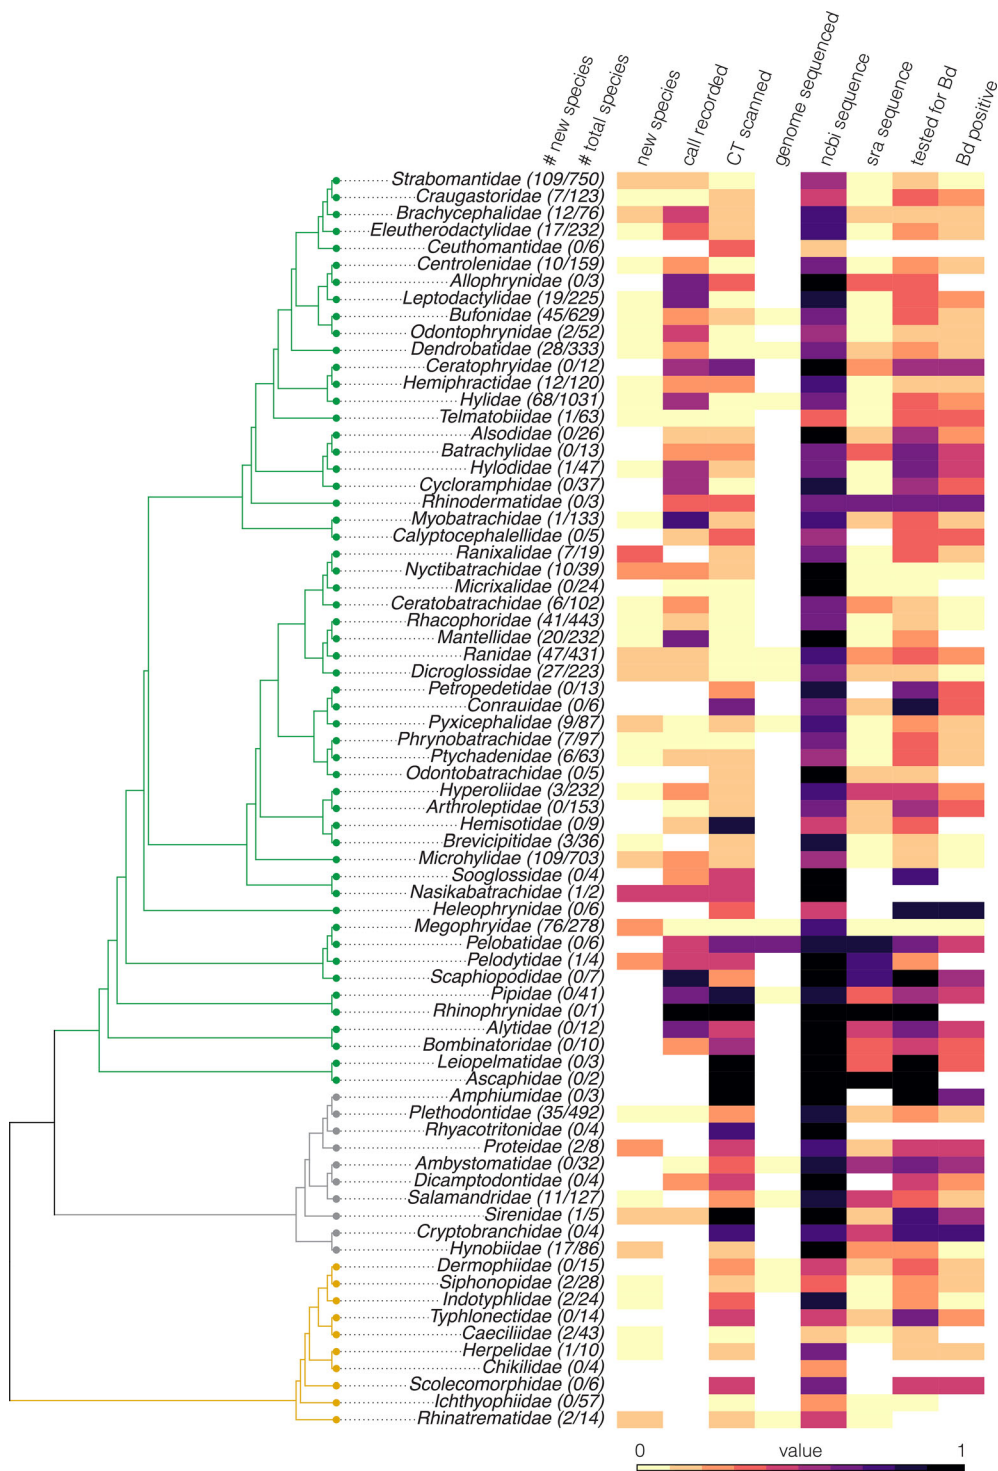 # new species
# total species
new species
call recorded
CT scanned
genome sequenced
ncbi sequence
sra sequence
tested for Bd
Bd positive
Strabomantidae (109/750)
Craugastoridae (7/123)
Brachycephalidae (12/76)
Eleutherodactylidae (17/232)
Ceuthomantidae (0/6)
Centrolenidae (10/159)
Allophrynidae (0/3)
Leptodactylidae (19/225)
Bufonidae (45/629)
Odontophrynidae (2/52)
Dendrobatidae (28/333)
Ceratophryidae (0/12)
Hemiphractidae (12/120)
Hylidae (68/1031)
Telmatobiidae (1/63)
Alsodidae (0/26)
Batrachylidae (0/13)
Hylodidae (1/47)
Cycloramphidae (0/37)
Rhinodermatidae (0/3)
Myobatrachidae (1/133)
Calyptocephalellidae (0/5)
Ranixalidae (7/19)
Nyctibatrachidae (10/39)
Micrixalidae (0/24)
Ceratobatrachidae (6/102)
Rhacophoridae (41/443)
Mantellidae (20/232)
Ranidae (47/431)
Dicroglossidae (27/223)
Petropedetidae (0/13)
Conrauidae (0/6)
Pyxicephalidae (9/87)
Phrynobatrachidae (7/97)
Ptychadenidae (6/63)
Odontobatrachidae (0/5)
Hyperoliidae (3/232)
Arthroleptidae (0/153)
Hemisotidae (0/9)
Brevicipitidae (3/36)
Microhylidae (109/703)
Sooglossidae (0/4)
Nasikabatrachidae (1/2)
Heleophrynidae (0/6)
Megophryidae (76/278)
Pelobatidae (0/6)
Pelodytidae (1/4)
Scaphiopodidae (0/7)
Pipidae (0/41)
Rhinophrynidae (0/1)
Alytidae (0/12)
Bombinatoridae (0/10)
Leiopelmatidae (0/3)
Ascaphidae (0/2)
Amphiumidae (0/3)
Plethodontidae (35/492)
Rhyacotritonidae (0/4)
Proteidae (2/8)
Ambystomatidae (0/32)
Dicamptodontidae (0/4)
Salamandridae (11/127)
Sirenidae (1/5)
Cryptobranchidae (0/4)
Hynobiidae (17/86)
Dermophiidae (0/15)
Siphonopidae (2/28)
Indotyphlidae (2/24)
Typhlonectidae (0/14)
Caeciliidae (2/43)
Herpelidae (1/10)
Chikilidae (0/4)
Scolecomorphidae (0/6)
Ichthyophiidae (0/57)
Rhinatrematidae (2/14)
0 value 1